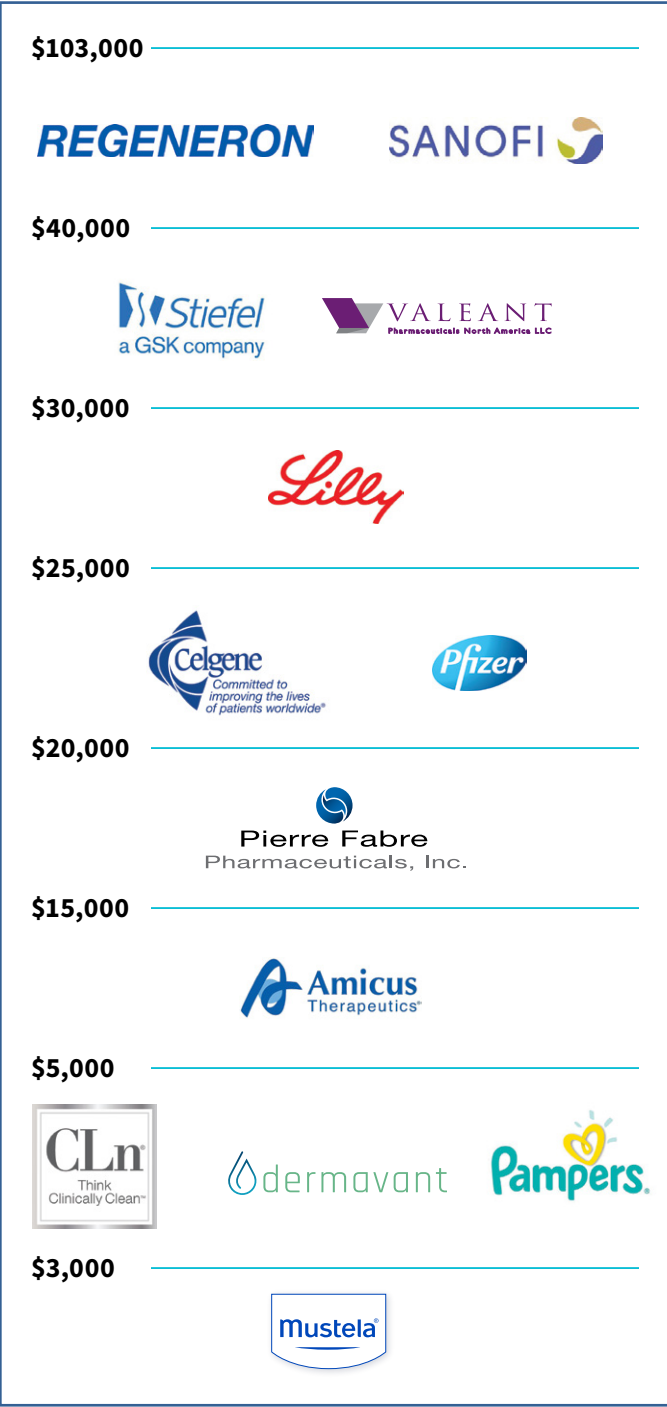 $103,000
REGENERON SANOFI
$40,000
Stiefel
a GSK company
VALEANT
Pharmaceuticals North America LLC
$30,000
Lilly
$25,000
Celgene
Committed to
improving the lives
of patients worldwide®
Pfizer
$20,000
Pierre Fabre
Pharmaceuticals, Inc.
$15,000
Amicus
Therapeutics®
$5,000
CLn®
Think
Clinically Clean™
dermavant
Pampers.
$3,000
Mustela®